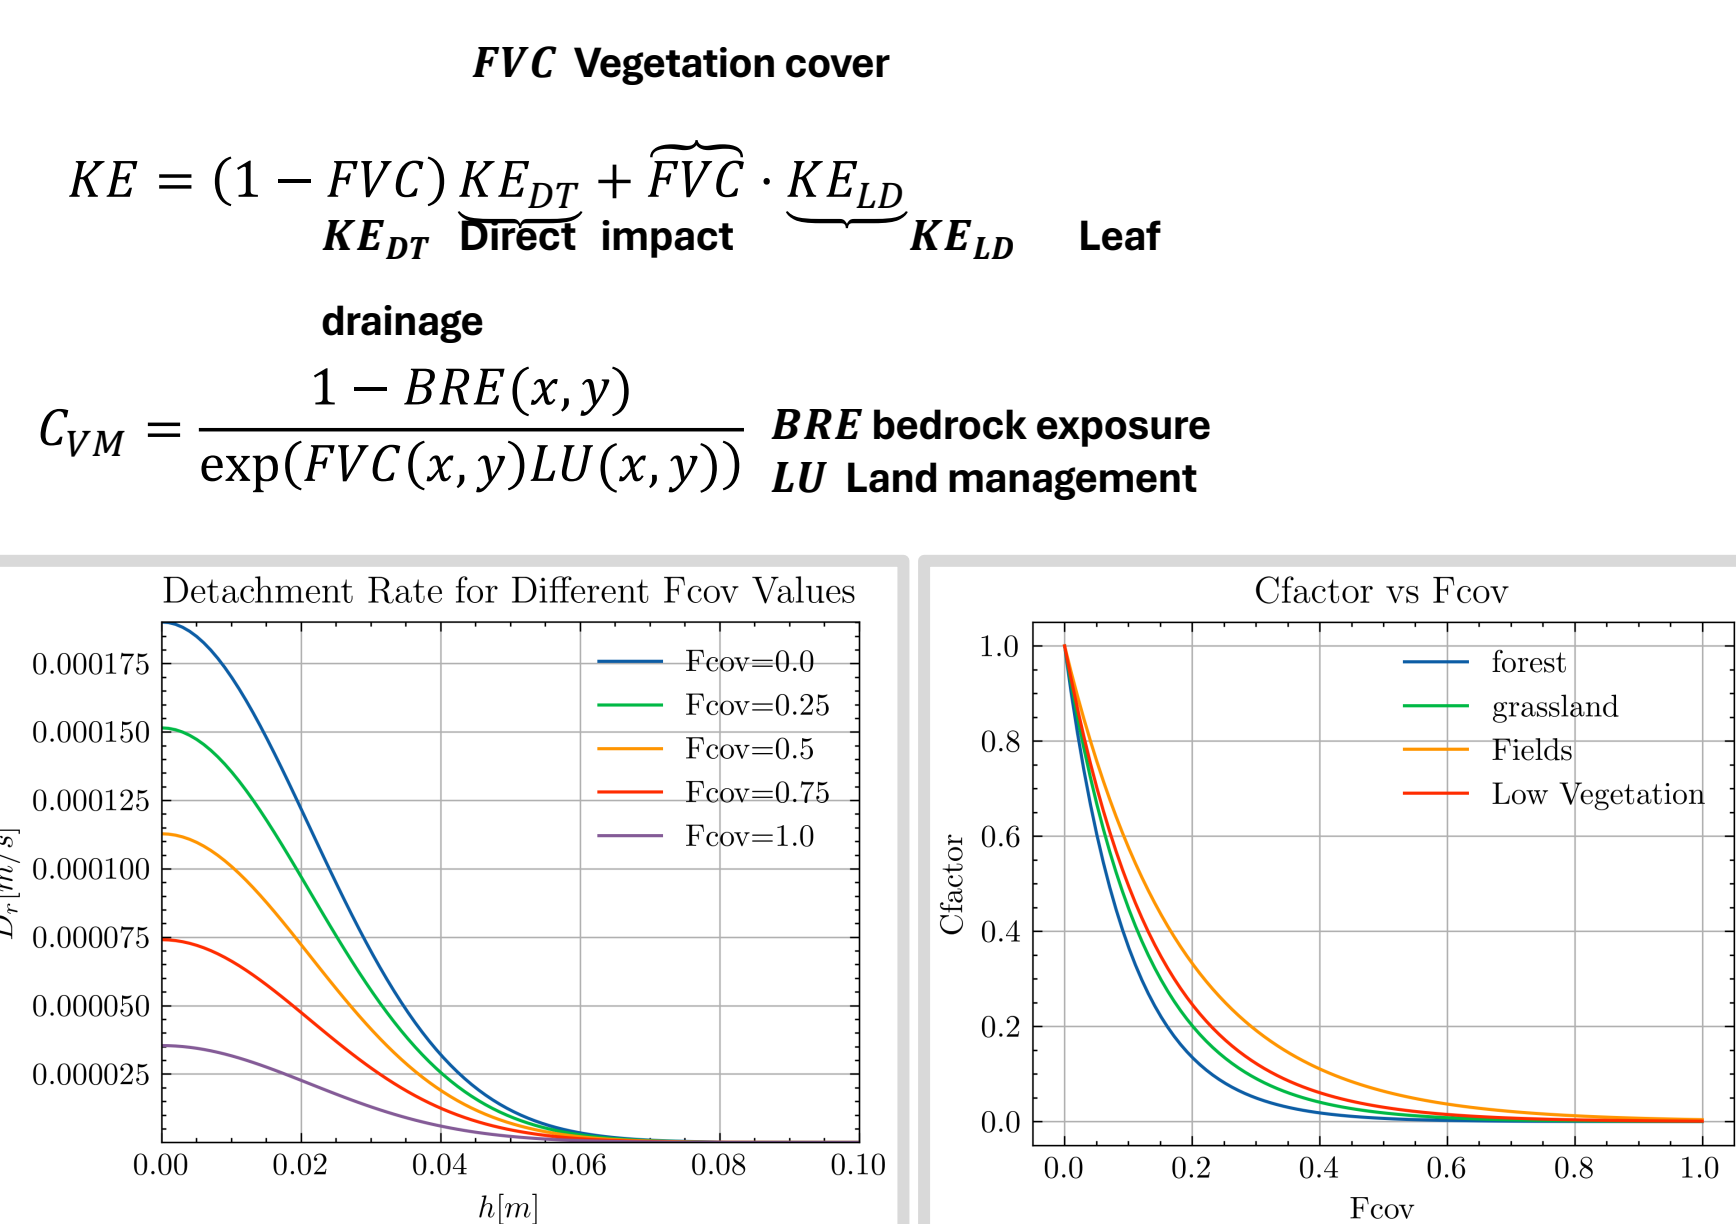 FVC Vegetation cover
KE = (1 − FVC) KE_DT + FVC · KE_LD
KE_DT Direct impact KE_LD Leaf
drainage
C_VM = (1 − BRE(x, y)) / exp(FVC(x, y)LU(x, y))
BRE bedrock exposure
LU Land management
Detachment Rate for Different Fcov Values
0.000175
0.000150
0.000125
0.000100
0.000075
0.000050
0.000025
D_r[m/s]
Fcov=0.0
Fcov=0.25
Fcov=0.5
Fcov=0.75
Fcov=1.0
0.00 0.02 0.04 0.06 0.08 0.10
h[m]
Cfactor vs Fcov
1.0
0.8
0.6
0.4
0.2
0.0
Cfactor
forest
grassland
Fields
Low Vegetation
0.0 0.2 0.4 0.6 0.8 1.0
Fcov